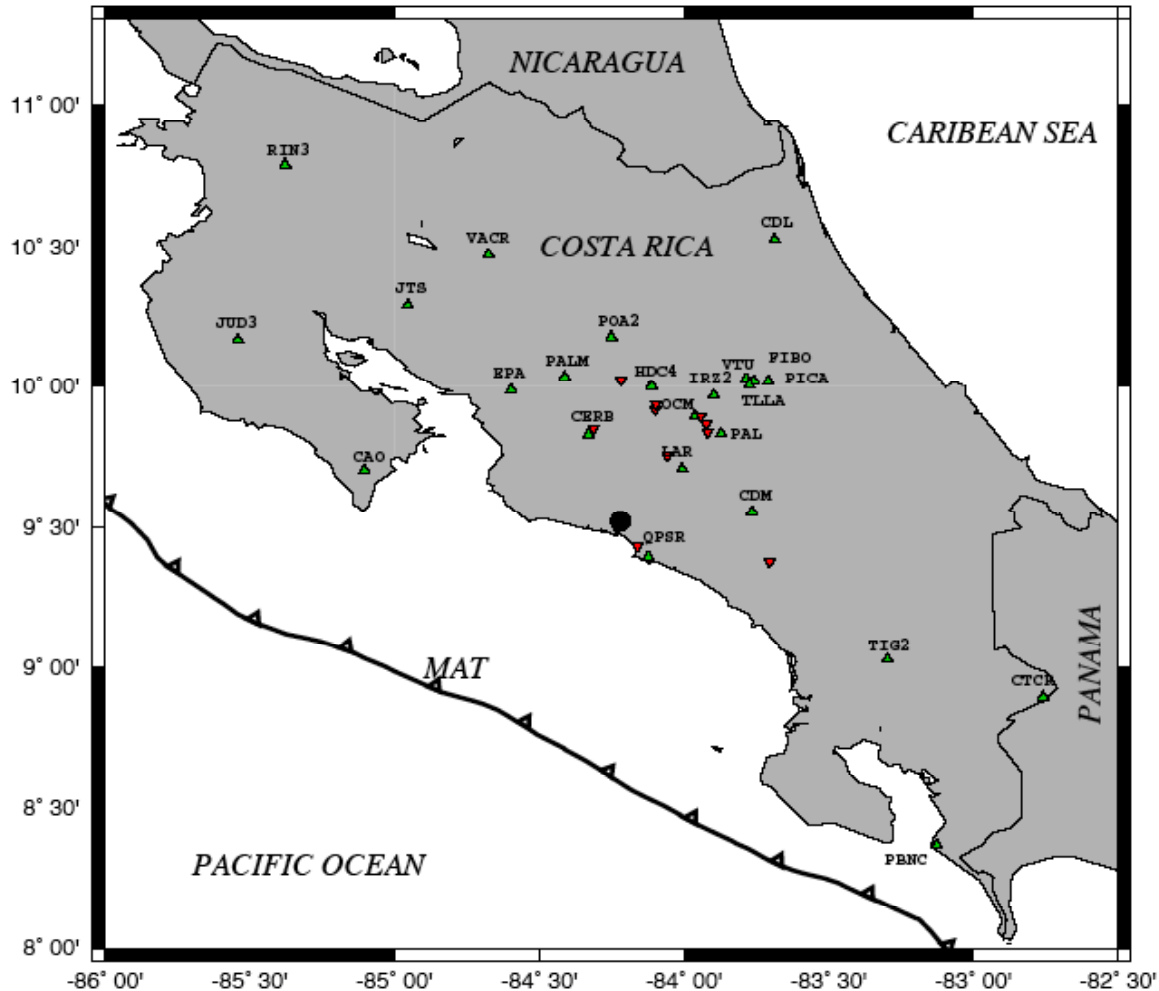 NICARAGUA
11° 00'
CARIBEAN SEA
RIN3
CDL
10° 30'
VACR
COSTA RICA
JTS
JUD3
POA2
FIBO
VTU
PALM
HDC4
EPA
IRZ2
PICA
10° 00'
TLLA
OCM
CERB
PAL
LAR
CAO
CDM
9° 30'
QPSR
TIG2
PANAMA
9° 00'
MAT
CTCR
8° 30'
PBNC
PACIFIC OCEAN
8° 00'
-86° 00' -85° 30' -85° 00' -84° 30' -84° 00' -83° 30' -83° 00' -82° 30'